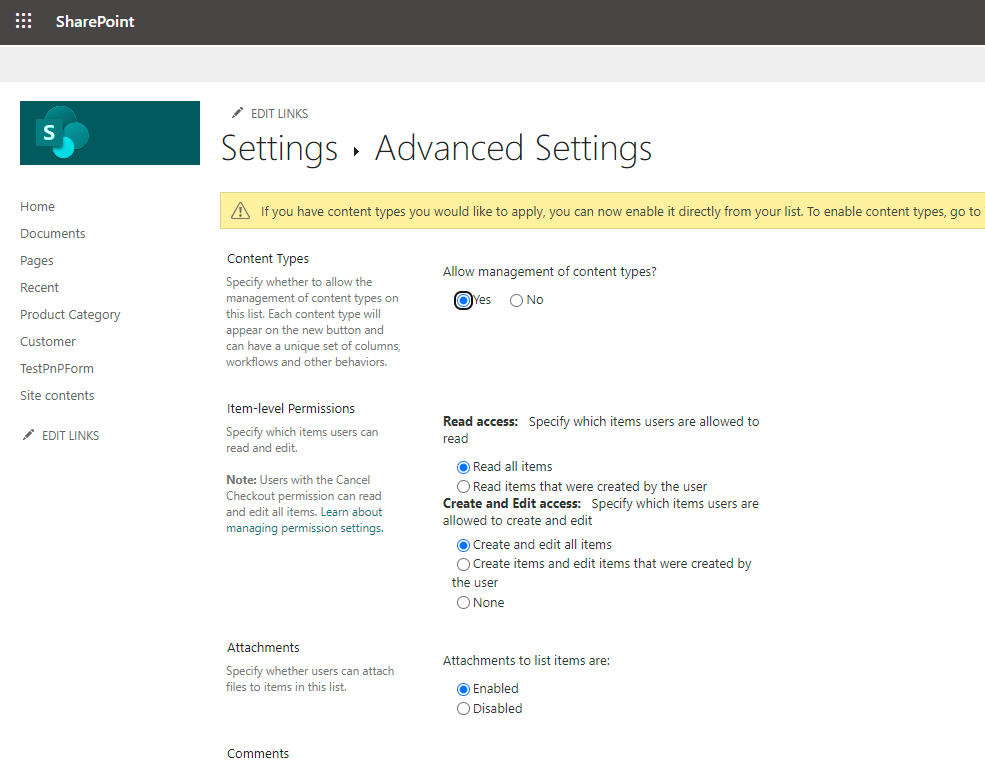 SharePoint
S
EDIT LINKS
Settings ▸ Advanced Settings
Home
Documents
Pages
Recent
Product Category
Customer
TestPnPForm
Site contents
EDIT LINKS
If you have content types you would like to apply, you can now enable it directly from your list. To enable content types, go to
Content Types
Specify whether to allow the
management of content types on
this list. Each content type will
appear on the new button and
can have a unique set of columns,
workflows and other behaviors.
Allow management of content types?
Yes No
Item-level Permissions
Specify which items users can
read and edit.
Note: Users with the Cancel
Checkout permission can read
and edit all items. Learn about
managing permission settings.
Read access: Specify which items users are allowed to
read
Read all items
Read items that were created by the user
Create and Edit access: Specify which items users are
allowed to create and edit
Create and edit all items
Create items and edit items that were created by
the user
None
Attachments
Specify whether users can attach
files to items in this list.
Attachments to list items are:
Enabled
Disabled
Comments